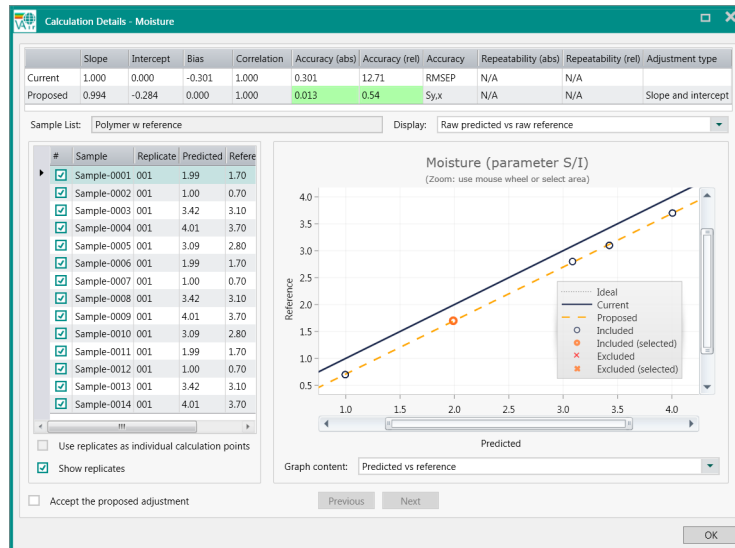 Calculation Details - Moisture
Slope Intercept Bias Correlation Accuracy (abs) Accuracy (rel) Accuracy Repeatability (abs) Repeatability (rel) Adjustment type
Current 1.000 0.000 -0.301 1.000 0.301 12.71 RMSEP N/A N/A
Proposed 0.994 -0.284 0.000 1.000 0.013 0.54 Sy,x N/A N/A Slope and intercept
Sample List: Polymer w reference Display: Raw predicted vs raw reference
# Sample Replicate Predicted Refere
Sample-0001 001 1.99 1.70
Sample-0002 001 1.00 0.70
Sample-0003 001 3.42 3.10
Sample-0004 001 4.01 3.70
Sample-0005 001 3.09 2.80
Sample-0006 001 1.99 1.70
Sample-0007 001 1.00 0.70
Sample-0008 001 3.42 3.10
Sample-0009 001 4.01 3.70
Sample-0010 001 3.09 2.80
Sample-0011 001 1.99 1.70
Sample-0012 001 1.00 0.70
Sample-0013 001 3.42 3.10
Sample-0014 001 4.01 3.70
Use replicates as individual calculation points
Show replicates
Moisture (parameter S/I)
(Zoom: use mouse wheel or select area)
4.0
3.5
3.0
2.5
2.0
1.5
1.0
0.5
Reference
Ideal
Current
Proposed
Included
Included (selected)
Excluded
Excluded (selected)
1.0 1.5 2.0 2.5 3.0 3.5 4.0
Predicted
Graph content: Predicted vs reference
Accept the proposed adjustment
Previous Next
OK